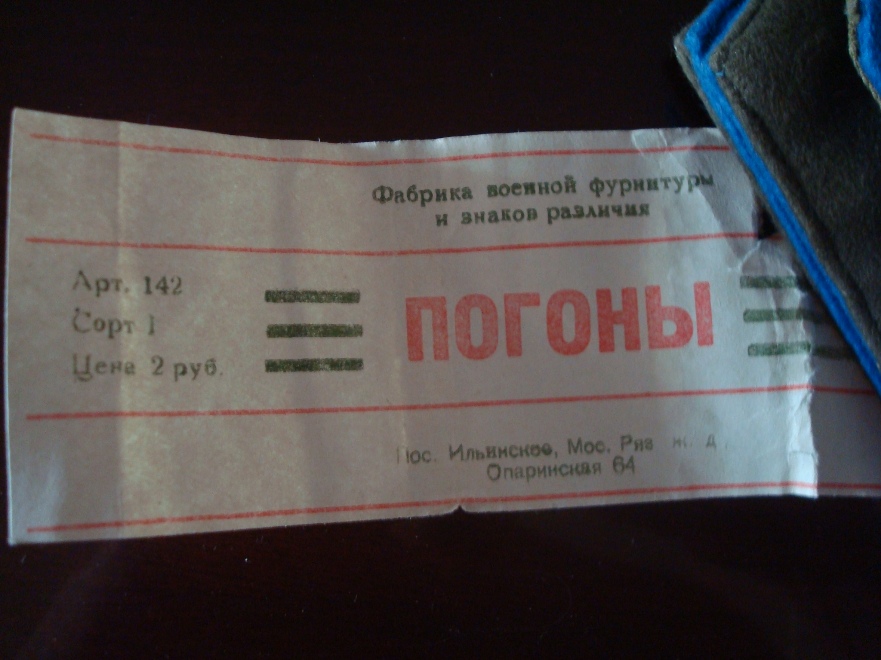 Фабрика военной фурнитуры
и знаков различия
Арт. 142
Сорт 1
Цена 2 руб.
ПОГОНЫ
Пос. Ильинское, Мос. Ряз ж. д.
Опаринская 64